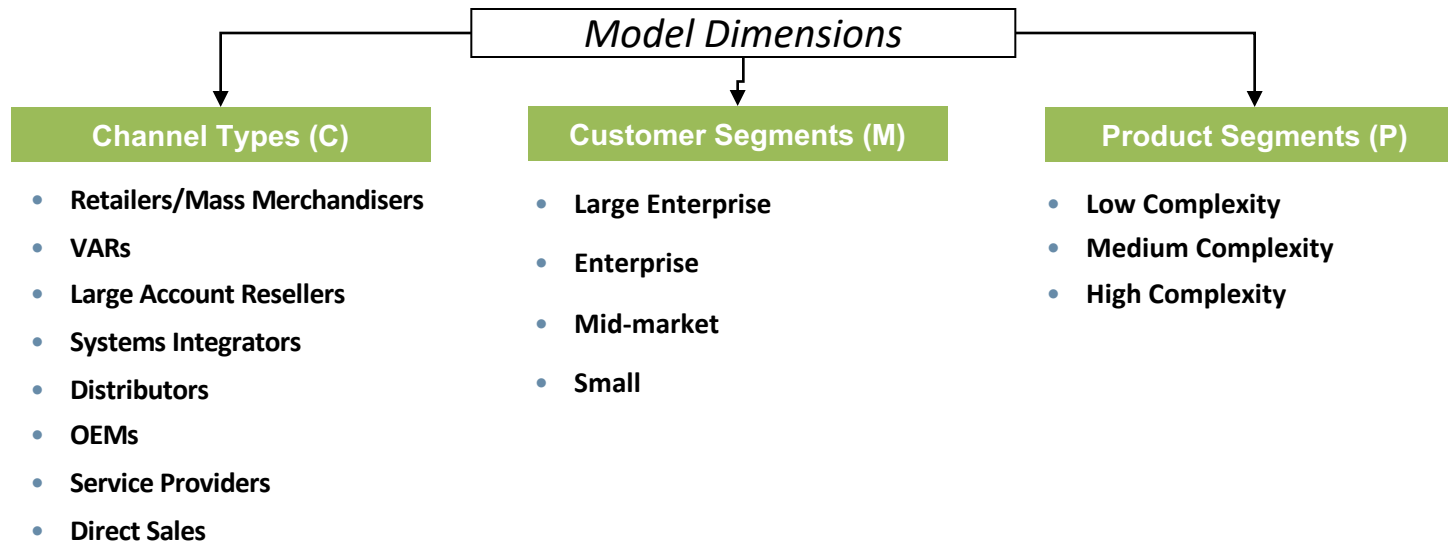 Model Dimensions
Channel Types (C)
Retailers/Mass Merchandisers
VARs
Large Account Resellers
Systems Integrators
Distributors
OEMs
Service Providers
Direct Sales
Customer Segments (M)
Large Enterprise
Enterprise
Mid-market
Small
Product Segments (P)
Low Complexity
Medium Complexity
High Complexity